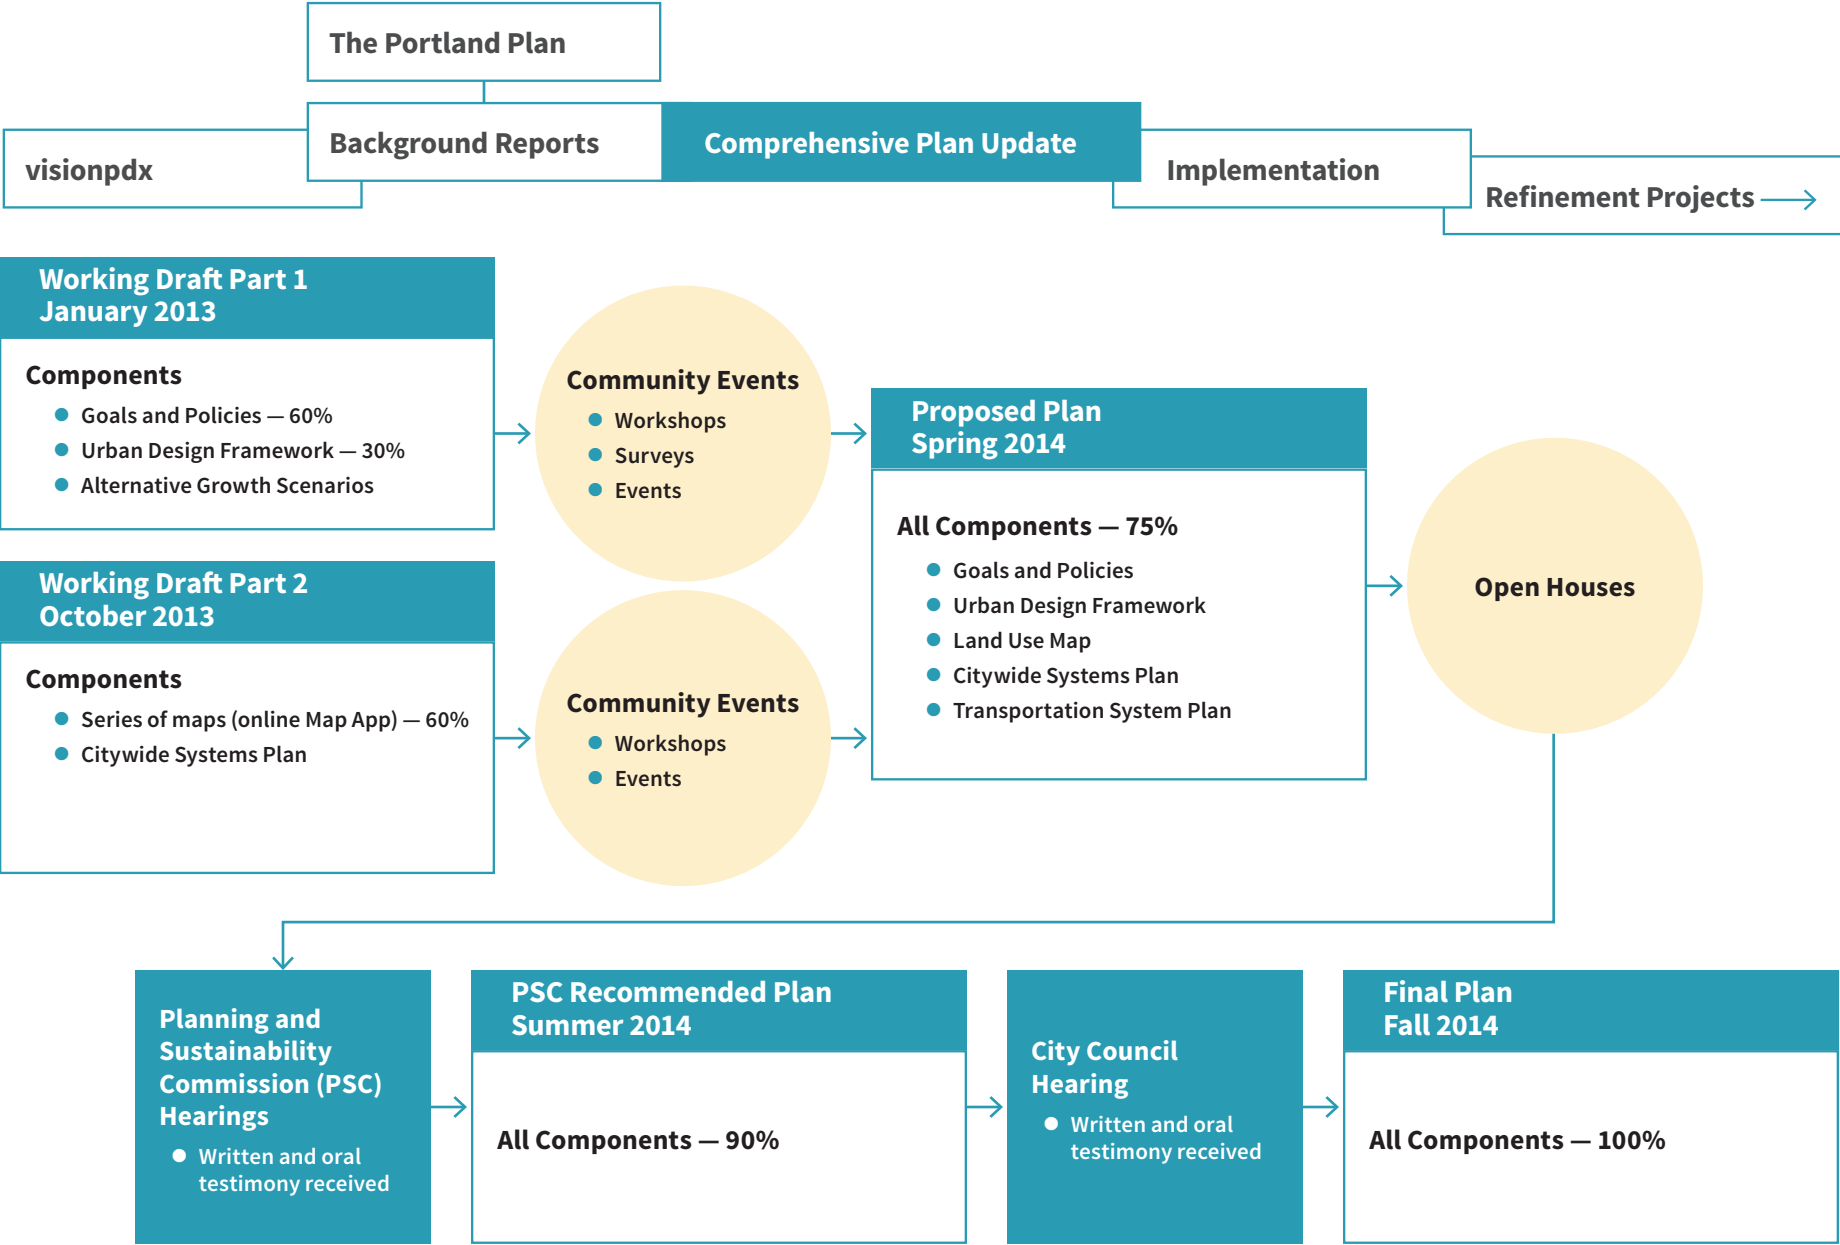 The Portland Plan
visionpdx
Background Reports
Comprehensive Plan Update
Implementation
Refinement Projects
Working Draft Part 1
January 2013
Components
Goals and Policies — 60%
Urban Design Framework — 30%
Alternative Growth Scenarios
Community Events
Workshops
Surveys
Events
Working Draft Part 2
October 2013
Components
Series of maps (online Map App) — 60%
Citywide Systems Plan
Community Events
Workshops
Events
Proposed Plan
Spring 2014
All Components — 75%
Goals and Policies
Urban Design Framework
Land Use Map
Citywide Systems Plan
Transportation System Plan
Open Houses
Planning and
Sustainability
Commission (PSC)
Hearings
Written and oral
testimony received
PSC Recommended Plan
Summer 2014
All Components — 90%
City Council
Hearing
Written and oral
testimony received
Final Plan
Fall 2014
All Components — 100%